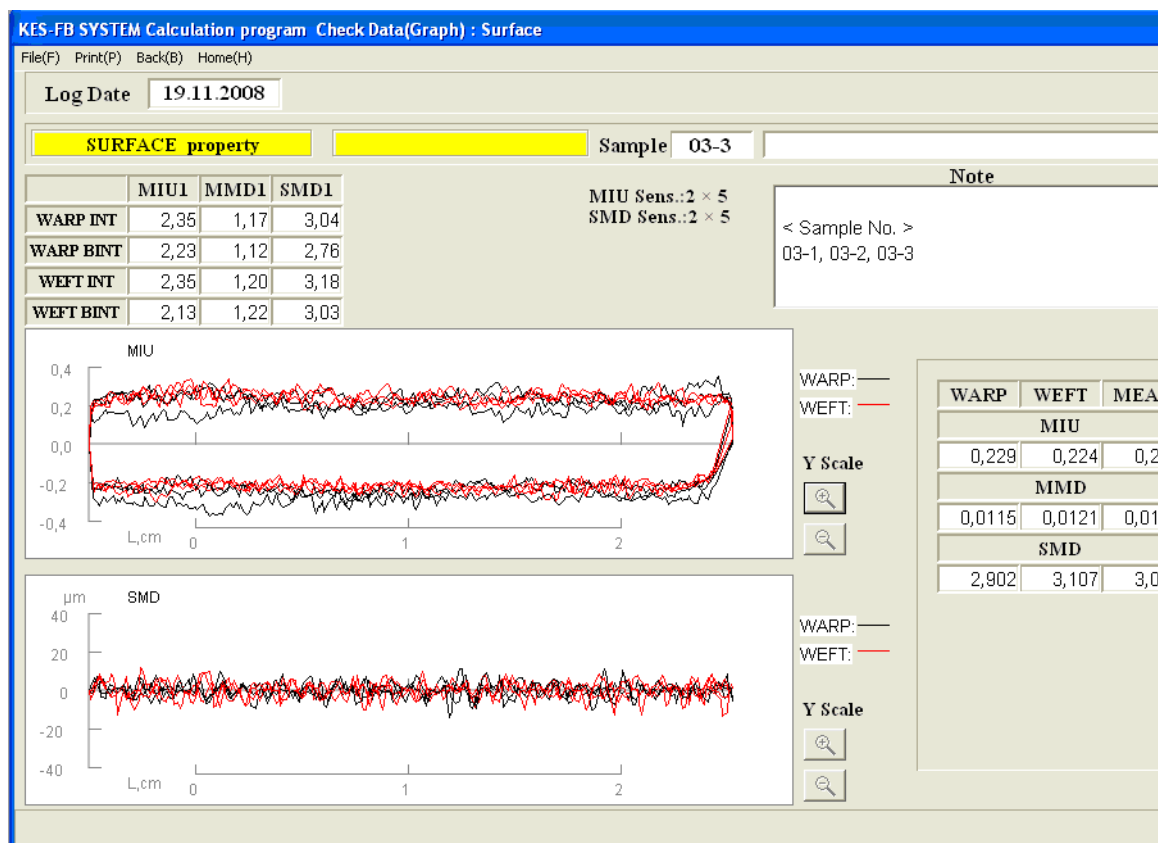 KES-FB SYSTEM Calculation program Check Data(Graph) : Surface
File(F) Print(P) Back(B) Home(H)
Log Date 19.11.2008
SURFACE property Sample 03-3
Note
MIU1 MMD1 SMD1
WARP INT 2,35 1,17 3,04
WARP BINT 2,23 1,12 2,76
WEFT INT 2,35 1,20 3,18
WEFT BINT 2,13 1,22 3,03
MIU Sens.:2 × 5
SMD Sens.:2 × 5
< Sample No. >
03-1, 03-2, 03-3
MIU
0,4
0,2
0,0
-0,2
-0,4
L,cm 0 1 2
WARP:
WEFT:
Y Scale
WARP WEFT MEA
MIU
0,229 0,224 0,2
MMD
0,0115 0,0121 0,01
SMD
2,902 3,107 3,0
µm SMD
40
20
0
-20
-40
L,cm 0 1 2
WARP:
WEFT:
Y Scale